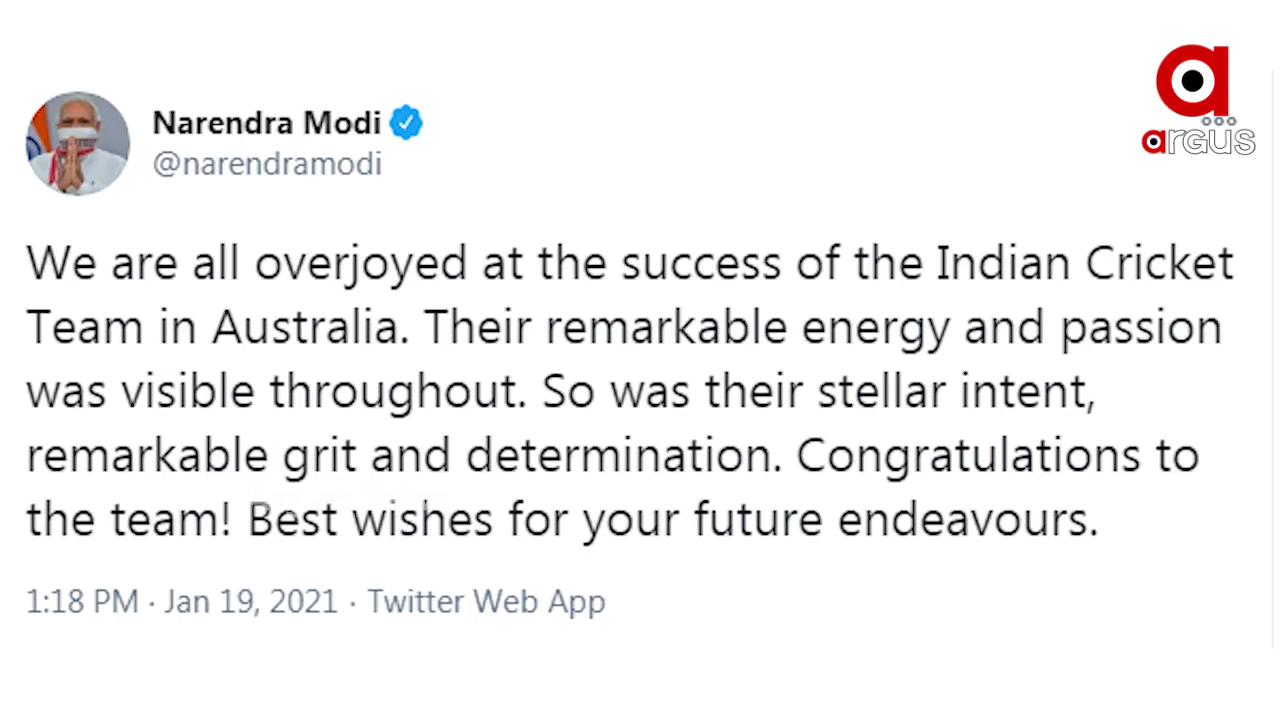 Narendra Modi
@narendramodi
argus
We are all overjoyed at the success of the Indian Cricket
Team in Australia. Their remarkable energy and passion
was visible throughout. So was their stellar intent,
remarkable grit and determination. Congratulations to
the team! Best wishes for your future endeavours.
1:18 PM · Jan 19, 2021 · Twitter Web App